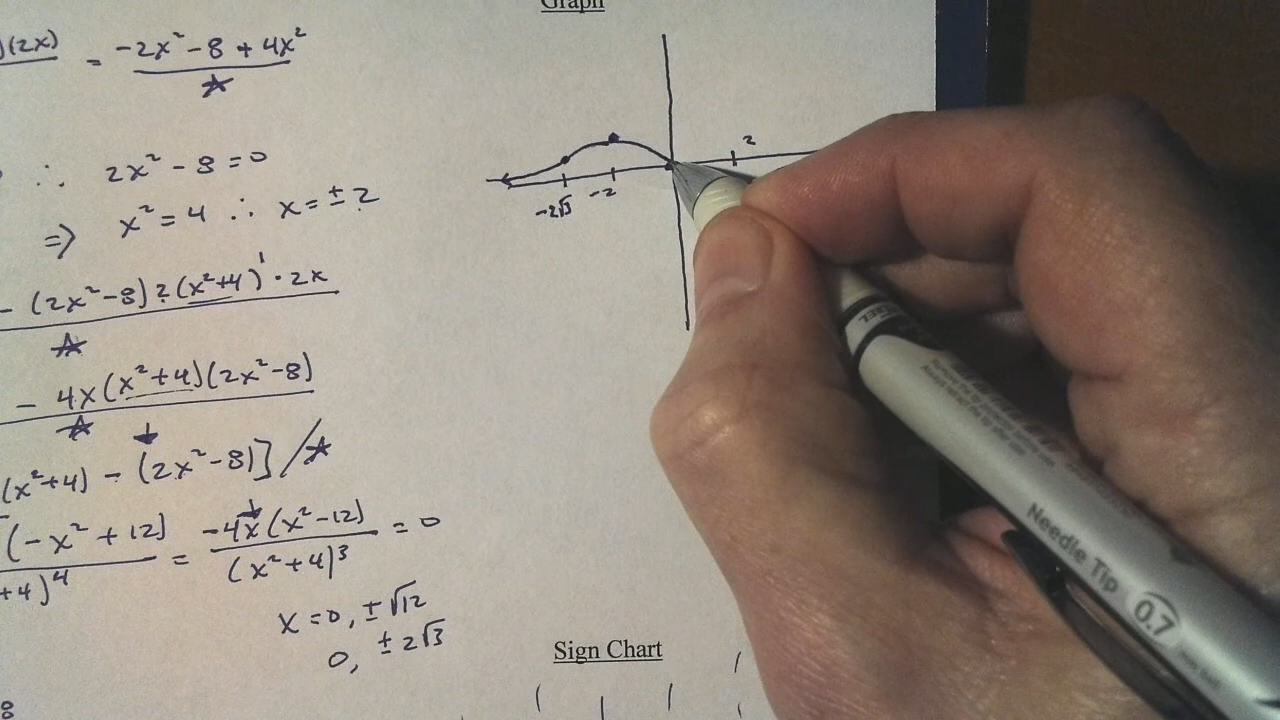 Graph
)(2x) = -2x² - 8 + 4x² / ☆
∴ 2x² - 8 = 0
⇒ x² = 4 ∴ x = ± 2
- (2x² - 8) 2 (x² + 4)¹ · 2x / ☆
- 4x (x² + 4)(2x² - 8) / ☆
(x² + 4) - (2x² - 8)] / ☆
(-x² + 12) / +4)⁴ = -4x (x² - 12) / (x² + 4)³ = 0
x = 0, ± √12
0, ± 2√3
2
-2√3 -2
Sign Chart
8
GEL
Needle Tip 0.7